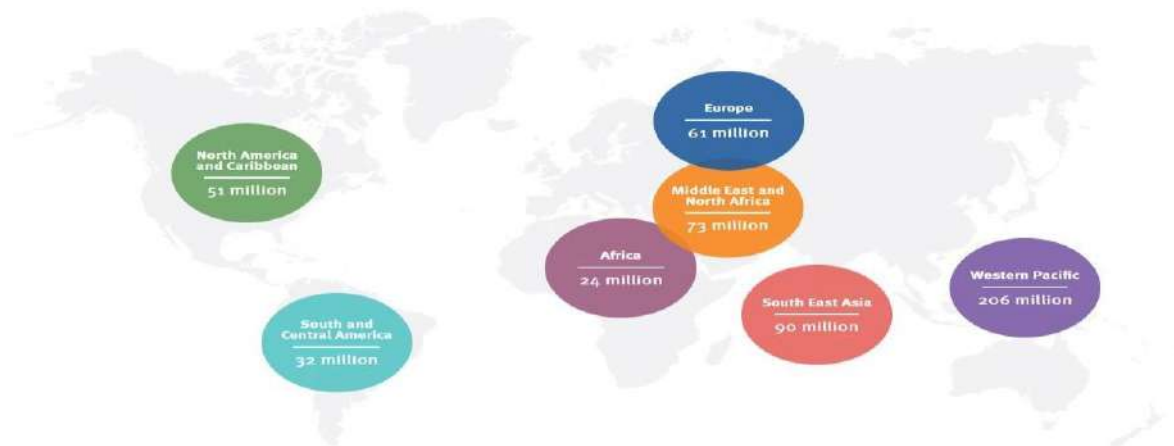 Europe
61 million
North America
and Caribbean
51 million
Middle East and
North Africa
73 million
Africa
24 million
South East Asia
90 million
Western Pacific
206 million
South and
Central America
32 million